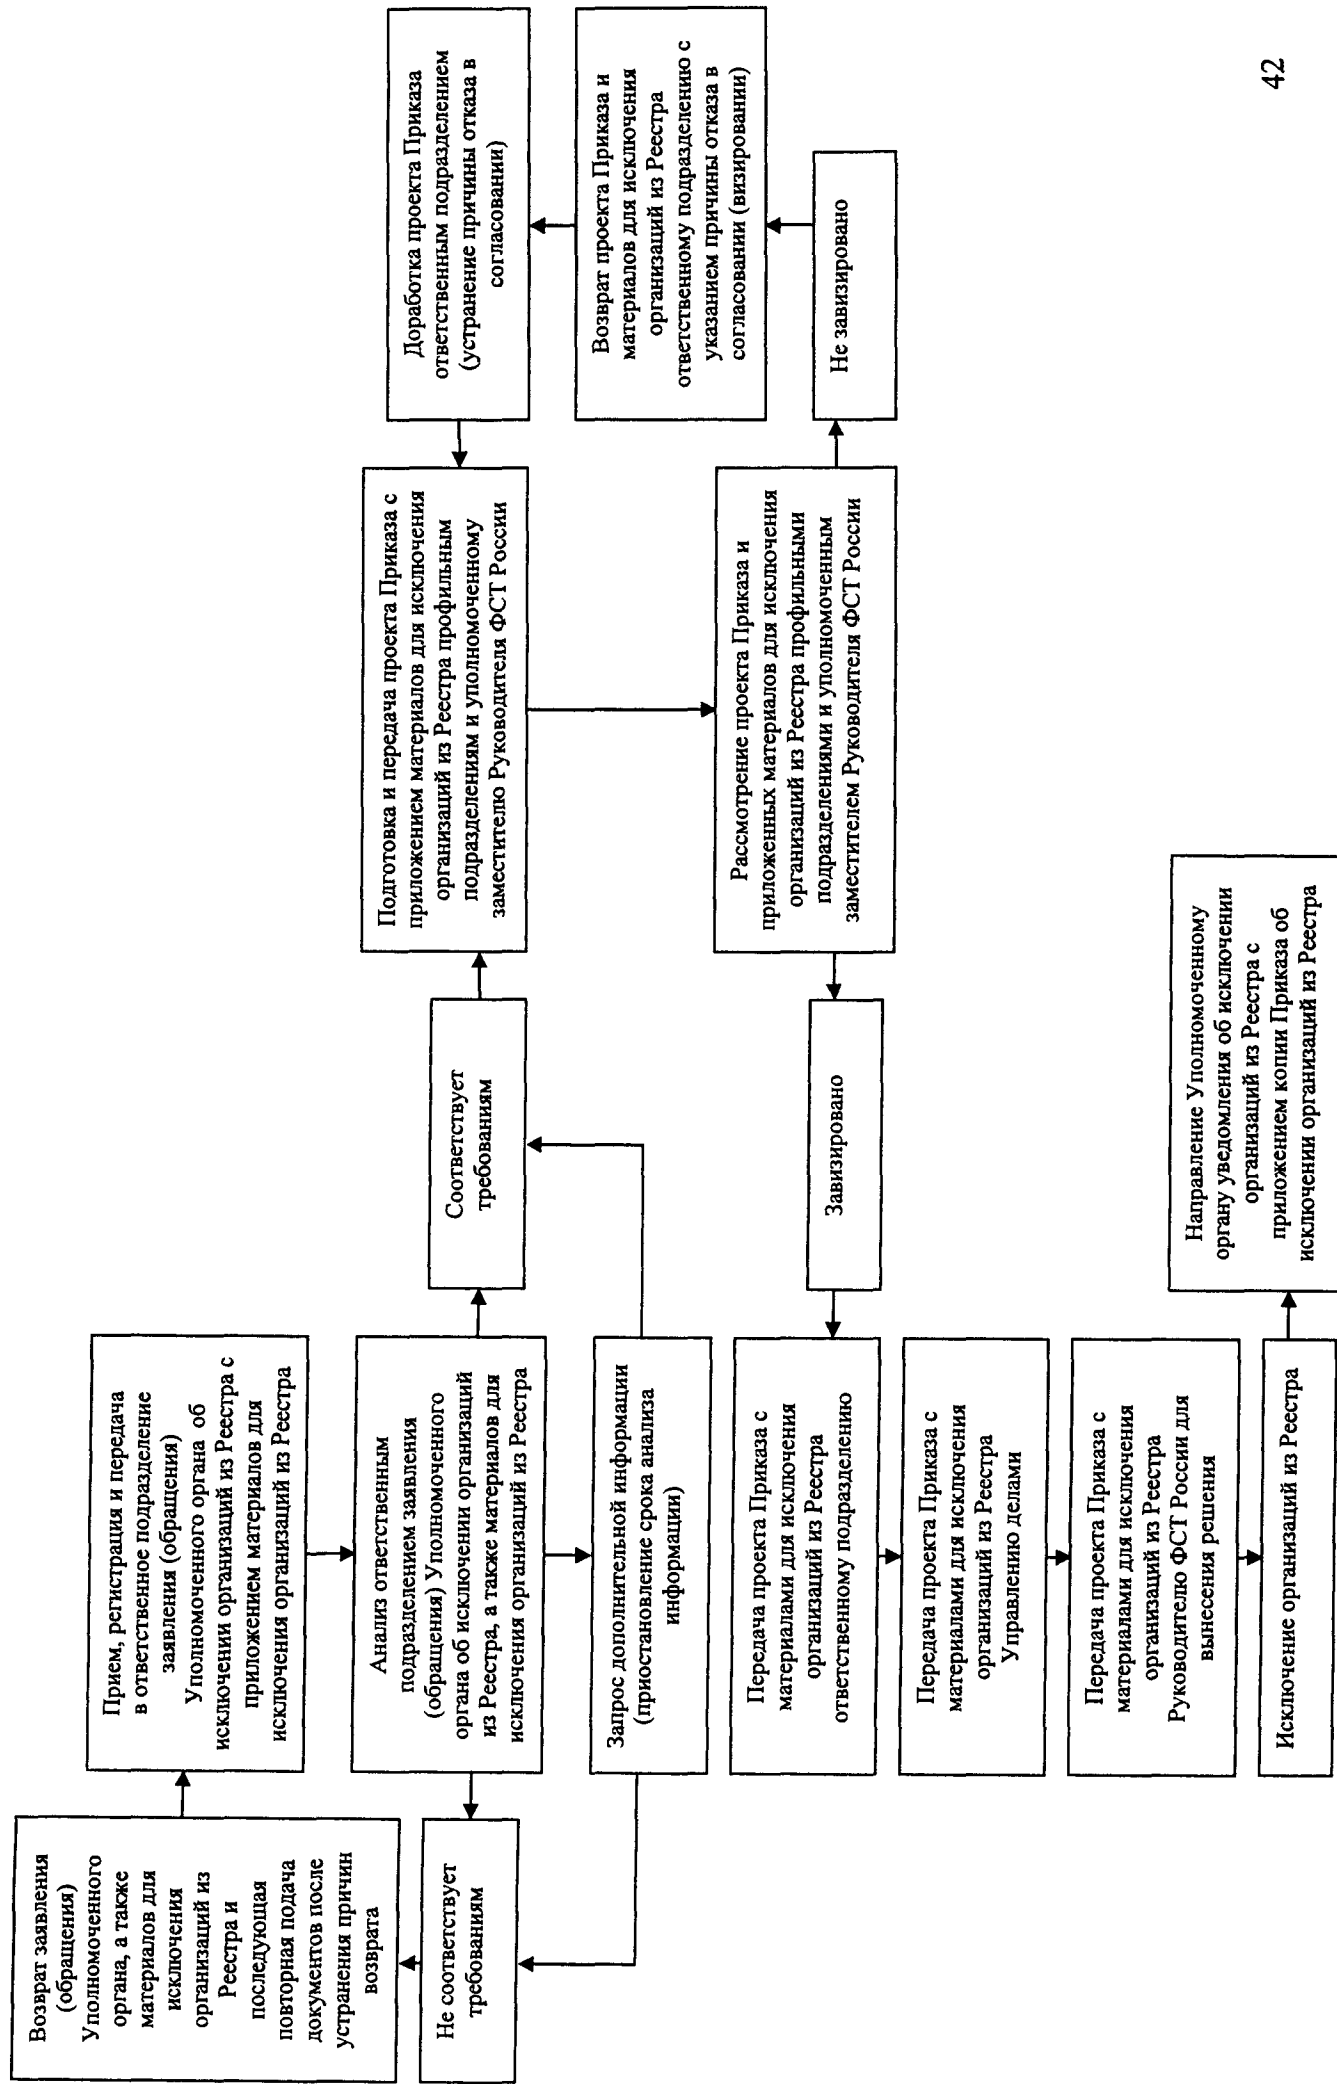 Возврат заявления
(обращения)
Уполномоченного
органа, а также
материалов для
исключения
организаций из
Реестра и
последующая
повторная подача
документов после
устранения причин
возврата
Прием, регистрация и передача
в ответственное подразделение
заявления (обращения)
Уполномоченного органа об
исключении организаций из Реестра с
приложением материалов для
исключения организаций из Реестра
Анализ ответственным
подразделением заявления
(обращения) Уполномоченного
органа об исключении организаций
из Реестра, а также материалов для
исключения организаций из Реестра
Не соответствует
требованиям
Соответствует
требованиям
Запрос дополнительной информации
(приостановление срока анализа
информации)
Подготовка и передача проекта Приказа с
приложением материалов для исключения
организаций из Реестра профильным
подразделениям и уполномоченному
заместителю Руководителя ФСТ России
Доработка проекта Приказа
ответственным подразделением
(устранение причины отказа в
согласовании)
Возврат проекта Приказа и
материалов для исключения
организаций из Реестра
ответственному подразделению с
указанием причины отказа в
согласовании (визировании)
Рассмотрение проекта Приказа и
приложенных материалов для исключения
организаций из Реестра профильными
подразделениями и уполномоченным
заместителем Руководителя ФСТ России
Не завизировано
Завизировано
Передача проекта Приказа с
материалами для исключения
организаций из Реестра
ответственному подразделению
Передача проекта Приказа с
материалами для исключения
организаций из Реестра
Управлению делами
Передача проекта Приказа с
материалами для исключения
организаций из Реестра
Руководителю ФСТ России для
вынесения решения
Исключение организаций из Реестра
Направление Уполномоченному
органу уведомления об исключении
организаций из Реестра с
приложением копии Приказа об
исключении организаций из Реестра
42